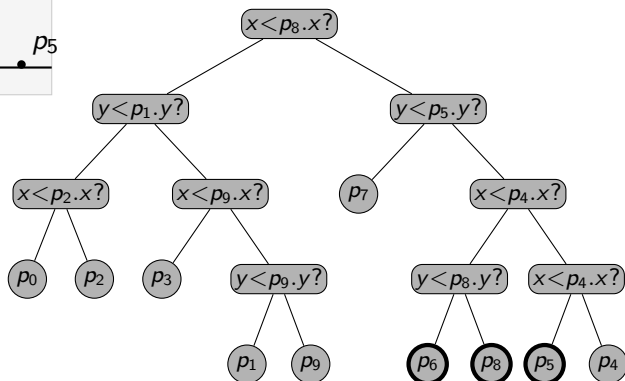 p5
x<p8.x?
y<p1.y? y<p5.y?
x<p2.x? x<p9.x? p7 x<p4.x?
p0 p2 p3 y<p9.y? y<p8.y? x<p4.x?
p1 p9 p6 p8 p5 p4